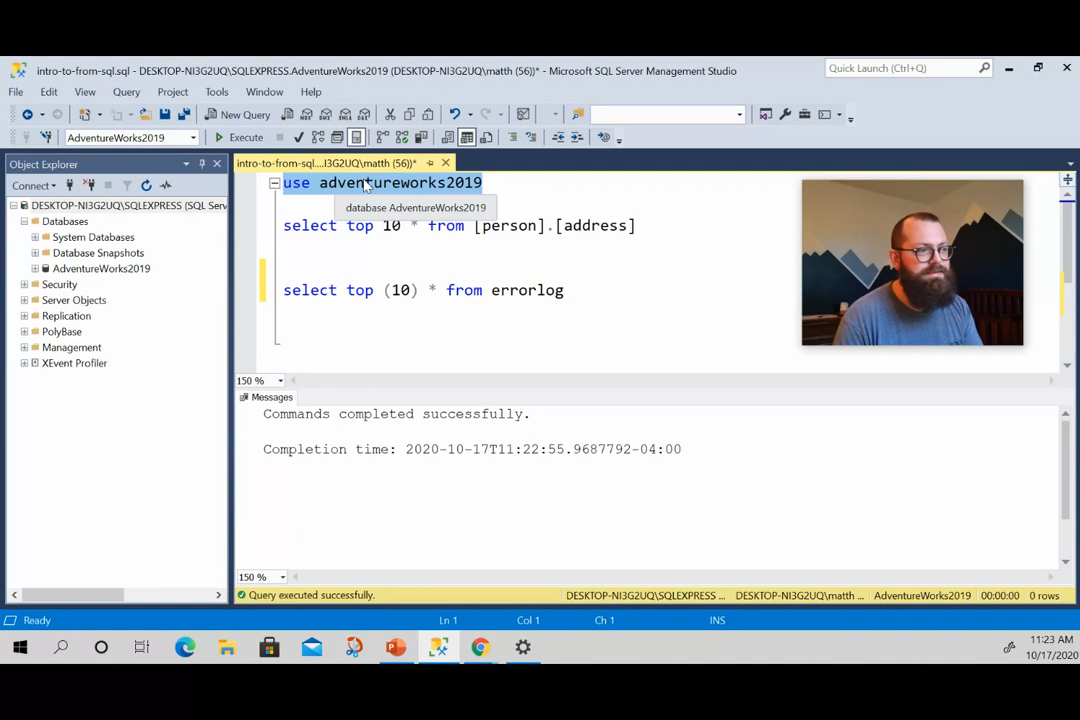 intro-to-from-sql.sql - DESKTOP-NI3G2UQ\SQLEXPRESS.AdventureWorks2019 (DESKTOP-NI3G2UQ\matth (56))* - Microsoft SQL Server Management Studio
Quick Launch (Ctrl+Q)
File Edit View Query Project Tools Window Help
New Query
AdventureWorks2019
Execute
Object Explorer
intro-to-from-sql....I3G2UQ\matth (56))*
Connect
DESKTOP-NI3G2UQ\SQLEXPRESS (SQL Serv
Databases
System Databases
Database Snapshots
AdventureWorks2019
Security
Server Objects
Replication
PolyBase
Management
XEvent Profiler
use adventureworks2019
database AdventureWorks2019
select top 10 * from [person].[address]
select top (10) * from errorlog
150 %
Messages
Commands completed successfully.
Completion time: 2020-10-17T11:22:55.9687792-04:00
150 %
Query executed successfully.
DESKTOP-NI3G2UQ\SQLEXPRESS ...
DESKTOP-NI3G2UQ\matth ...
AdventureWorks2019
00:00:00
0 rows
Ready
Ln 1
Col 1
Ch 1
INS
11:23 AM
10/17/2020